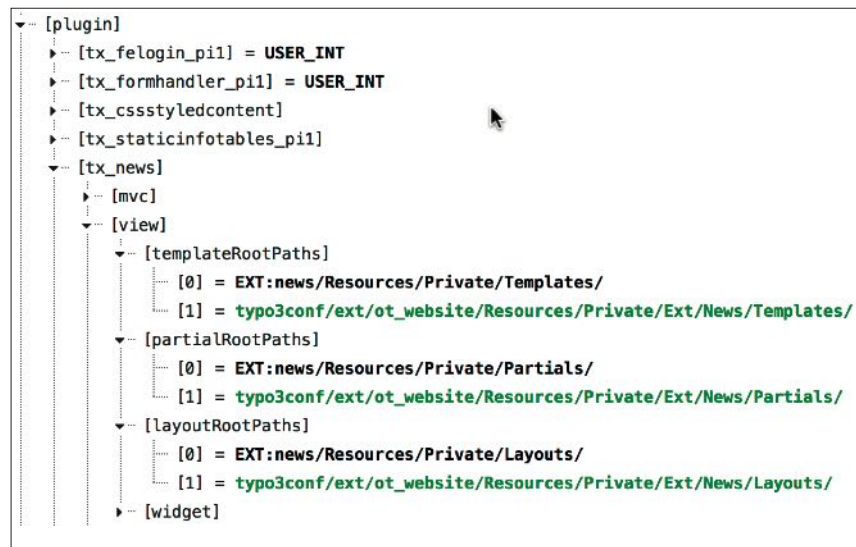 [plugin]
[tx_felogin_pi1] = USER_INT
[tx_formhandler_pi1] = USER_INT
[tx_cssstyledcontent]
[tx_staticinfotables_pi1]
[tx_news]
[mvc]
[view]
[templateRootPaths]
[0] = EXT:news/Resources/Private/Templates/
[1] = typo3conf/ext/ot_website/Resources/Private/Ext/News/Templates/
[partialRootPaths]
[0] = EXT:news/Resources/Private/Partials/
[1] = typo3conf/ext/ot_website/Resources/Private/Ext/News/Partials/
[layoutRootPaths]
[0] = EXT:news/Resources/Private/Layouts/
[1] = typo3conf/ext/ot_website/Resources/Private/Ext/News/Layouts/
[widget]